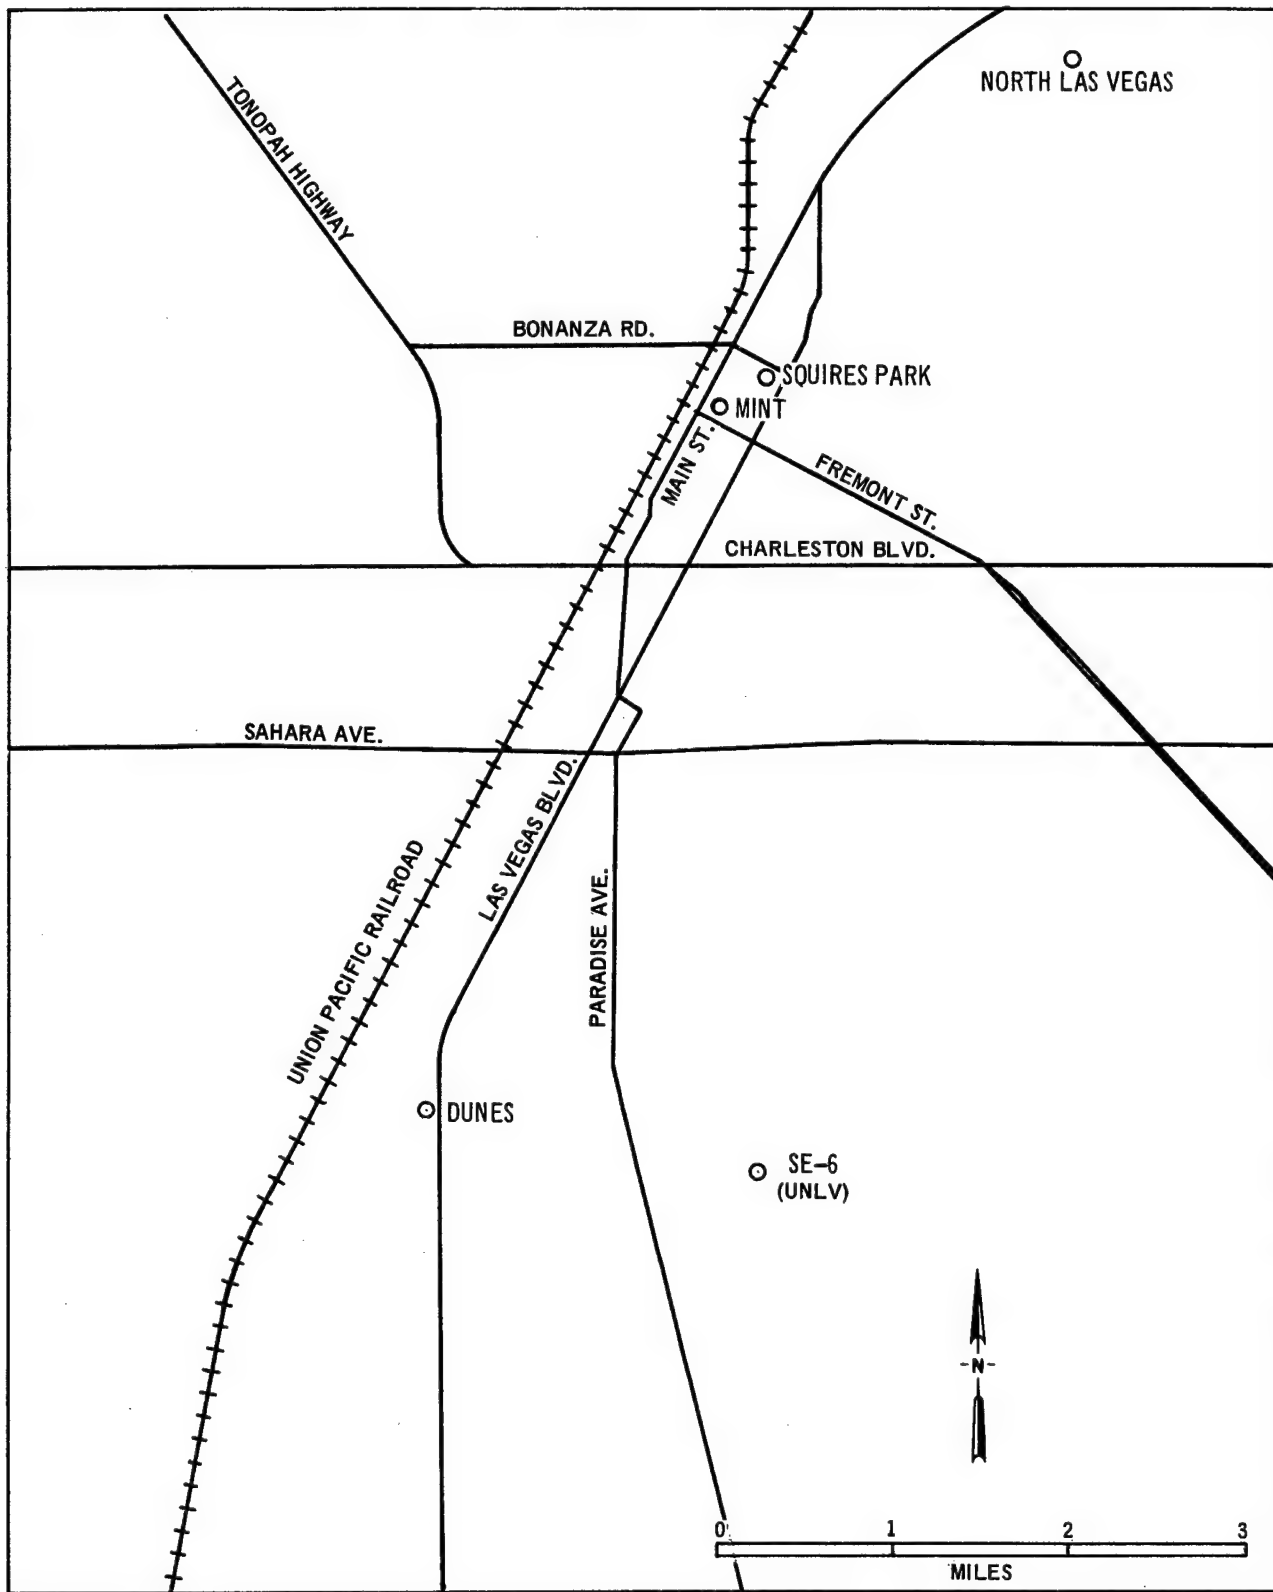 NORTH LAS VEGAS
TONOPAH HIGHWAY
BONANZA RD.
SQUIRES PARK
MINT
MAIN ST.
FREMONT ST.
CHARLESTON BLVD.
SAHARA AVE.
LAS VEGAS BLVD.
UNION PACIFIC RAILROAD
PARADISE AVE.
DUNES
SE-6
(UNLV)
-N-
0 1 2 3
MILES